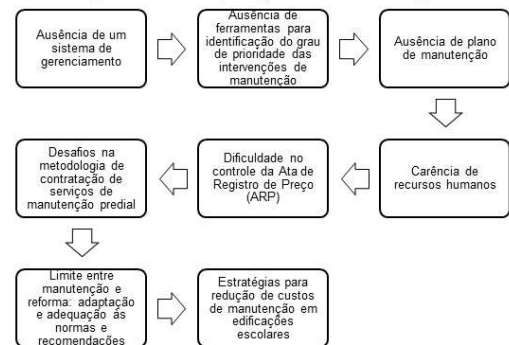 Ausência de um
sistema de
gerenciamento
Ausência de
ferramentas para
identificação do grau
de prioridade das
intervenções de
manutenção
Ausência de plano
de manutenção
Carência de
recursos humanos
Dificuldade no
controle da Ata de
Registro de Preço
(ARP)
Desafios na
metodologia de
contratação de
serviços de
manutenção predial
Limite entre
manutenção e
reforma: adaptação
e adequação ás
normas e
recomendações
Estratégias para
redução de custos
de manutenção em
edificações
escolares